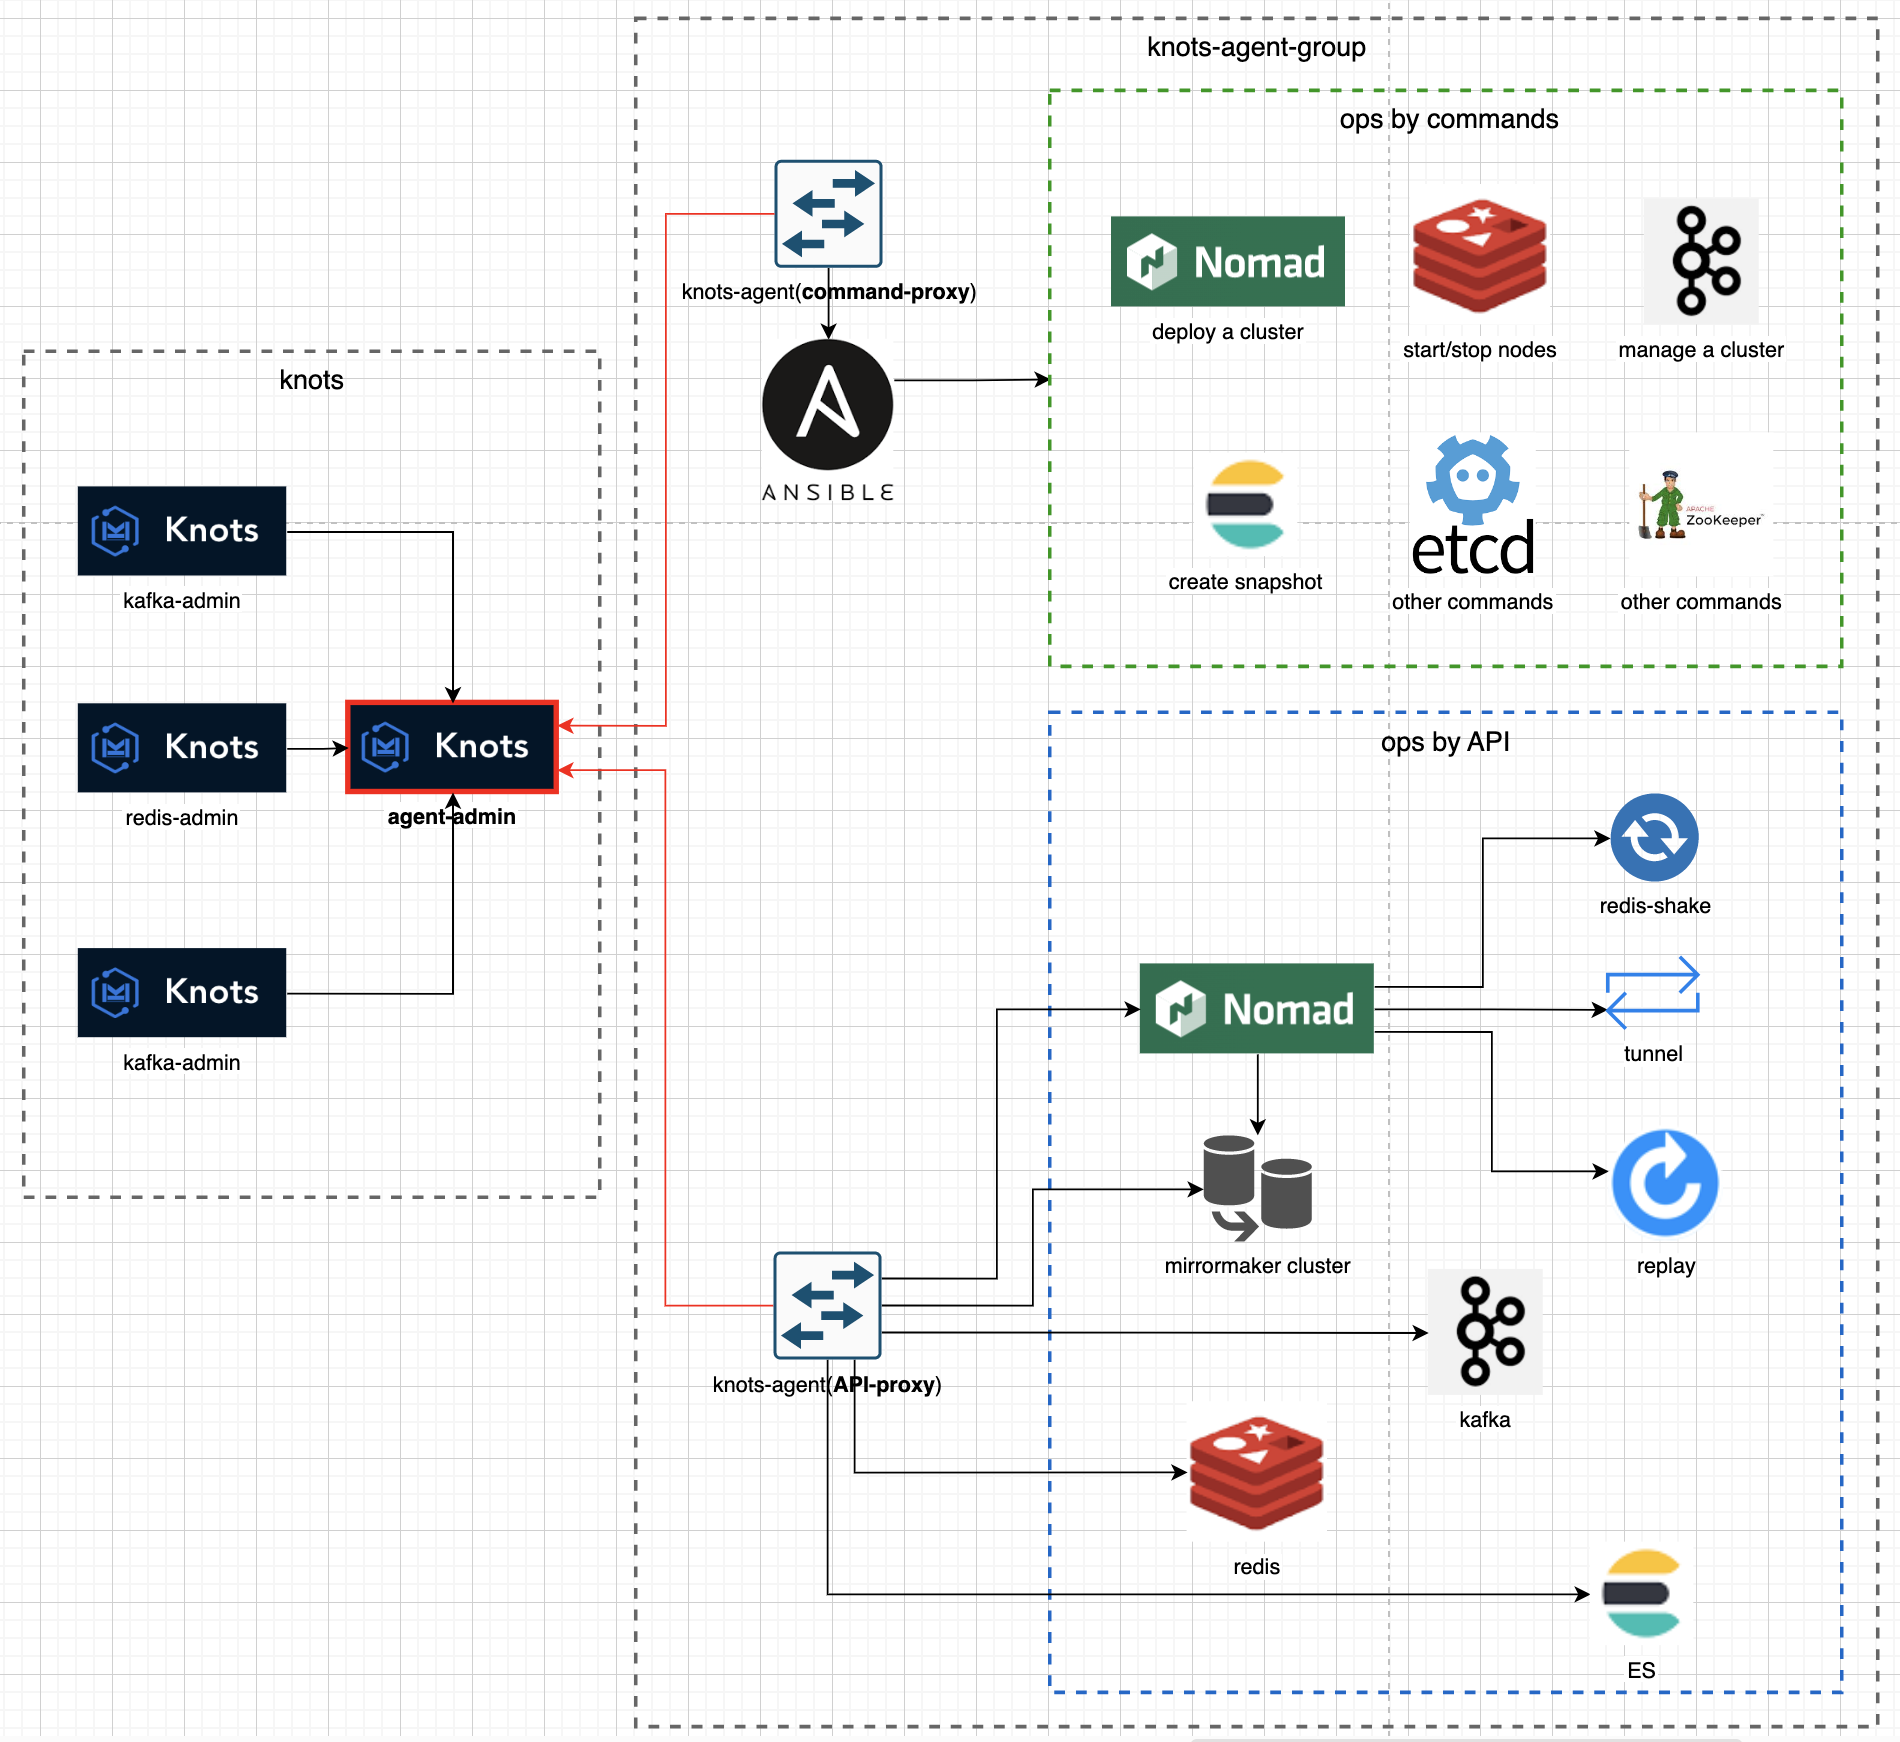 knots-agent-group
ops by commands
knots-agent(command-proxy)
ANSIBLE
Nomad
deploy a cluster
start/stop nodes
manage a cluster
create snapshot
etcd
other commands
APACHE
ZooKeeper
other commands
knots
Knots
kafka-admin
Knots
redis-admin
Knots
agent-admin
Knots
kafka-admin
ops by API
redis-shake
Nomad
tunnel
mirrormaker cluster
replay
knots-agent(API-proxy)
kafka
redis
ES